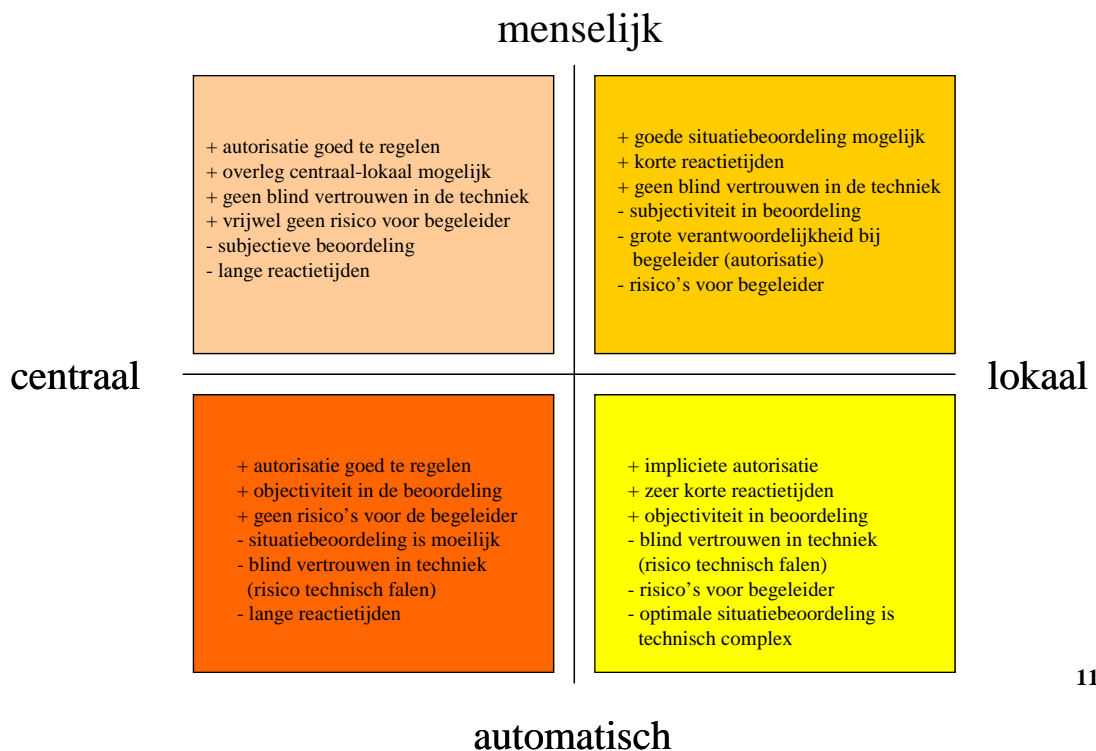 menselijk
+ autorisatie goed te regelen
+ overleg centraal-lokaal mogelijk
+ geen blind vertrouwen in de techniek
+ vrijwel geen risico voor begeleider
- subjectieve beoordeling
- lange reactietijden
+ goede situatiebeoordeling mogelijk
+ korte reactietijden
+ geen blind vertrouwen in de techniek
- subjectiviteit in beoordeling
- grote verantwoordelijkheid bij
begeleider (autorisatie)
- risico's voor begeleider
centraal
lokaal
+ autorisatie goed te regelen
+ objectiviteit in de beoordeling
+ geen risico's voor de begeleider
- situatiebeoordeling is moeilijk
- blind vertrouwen in techniek
(risico technisch falen)
- lange reactietijden
+ impliciete autorisatie
+ zeer korte reactietijden
+ objectiviteit in beoordeling
- blind vertrouwen in techniek
(risico technisch falen)
- risico's voor begeleider
- optimale situatiebeoordeling is
technisch complex
11
automatisch